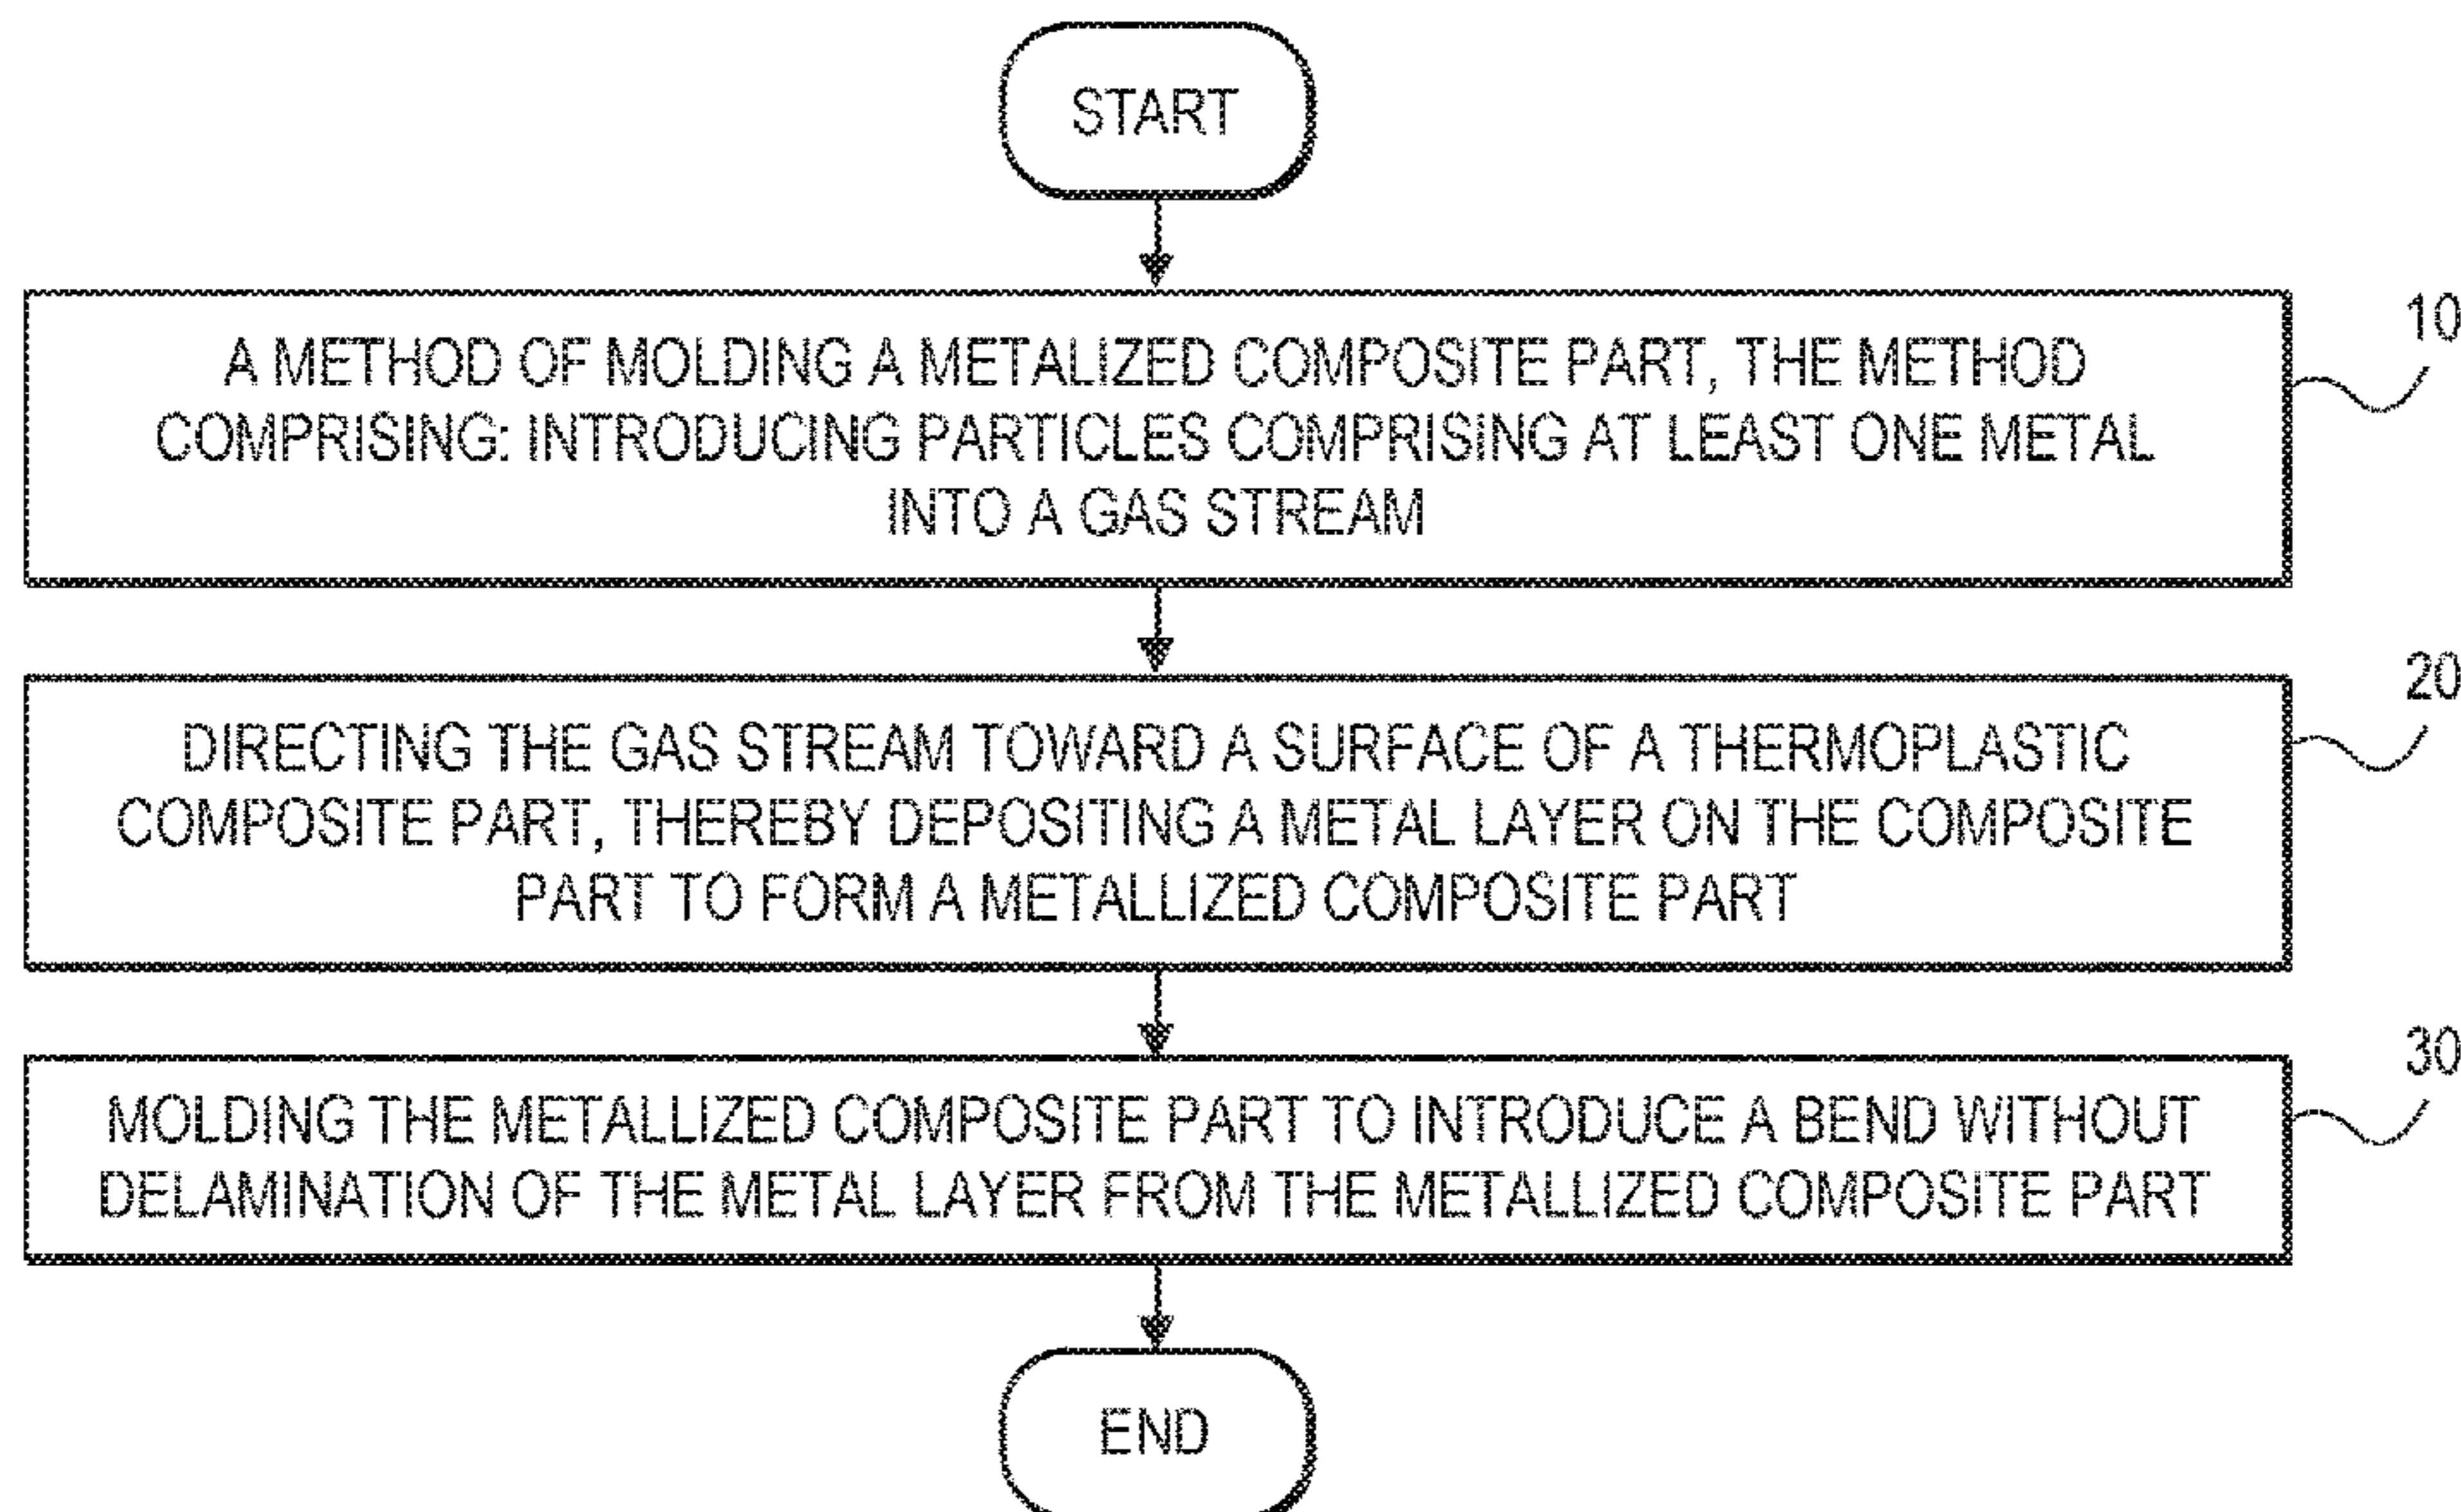 START
A METHOD OF MOLDING A METALIZED COMPOSITE PART, THE METHOD
COMPRISING: INTRODUCING PARTICLES COMPRISING AT LEAST ONE METAL
INTO A GAS STREAM
10
DIRECTING THE GAS STREAM TOWARD A SURFACE OF A THERMOPLASTIC
COMPOSITE PART, THEREBY DEPOSITING A METAL LAYER ON THE COMPOSITE
PART TO FORM A METALLIZED COMPOSITE PART
20
MOLDING THE METALLIZED COMPOSITE PART TO INTRODUCE A BEND WITHOUT
DELAMINATION OF THE METAL LAYER FROM THE METALLIZED COMPOSITE PART
30
END